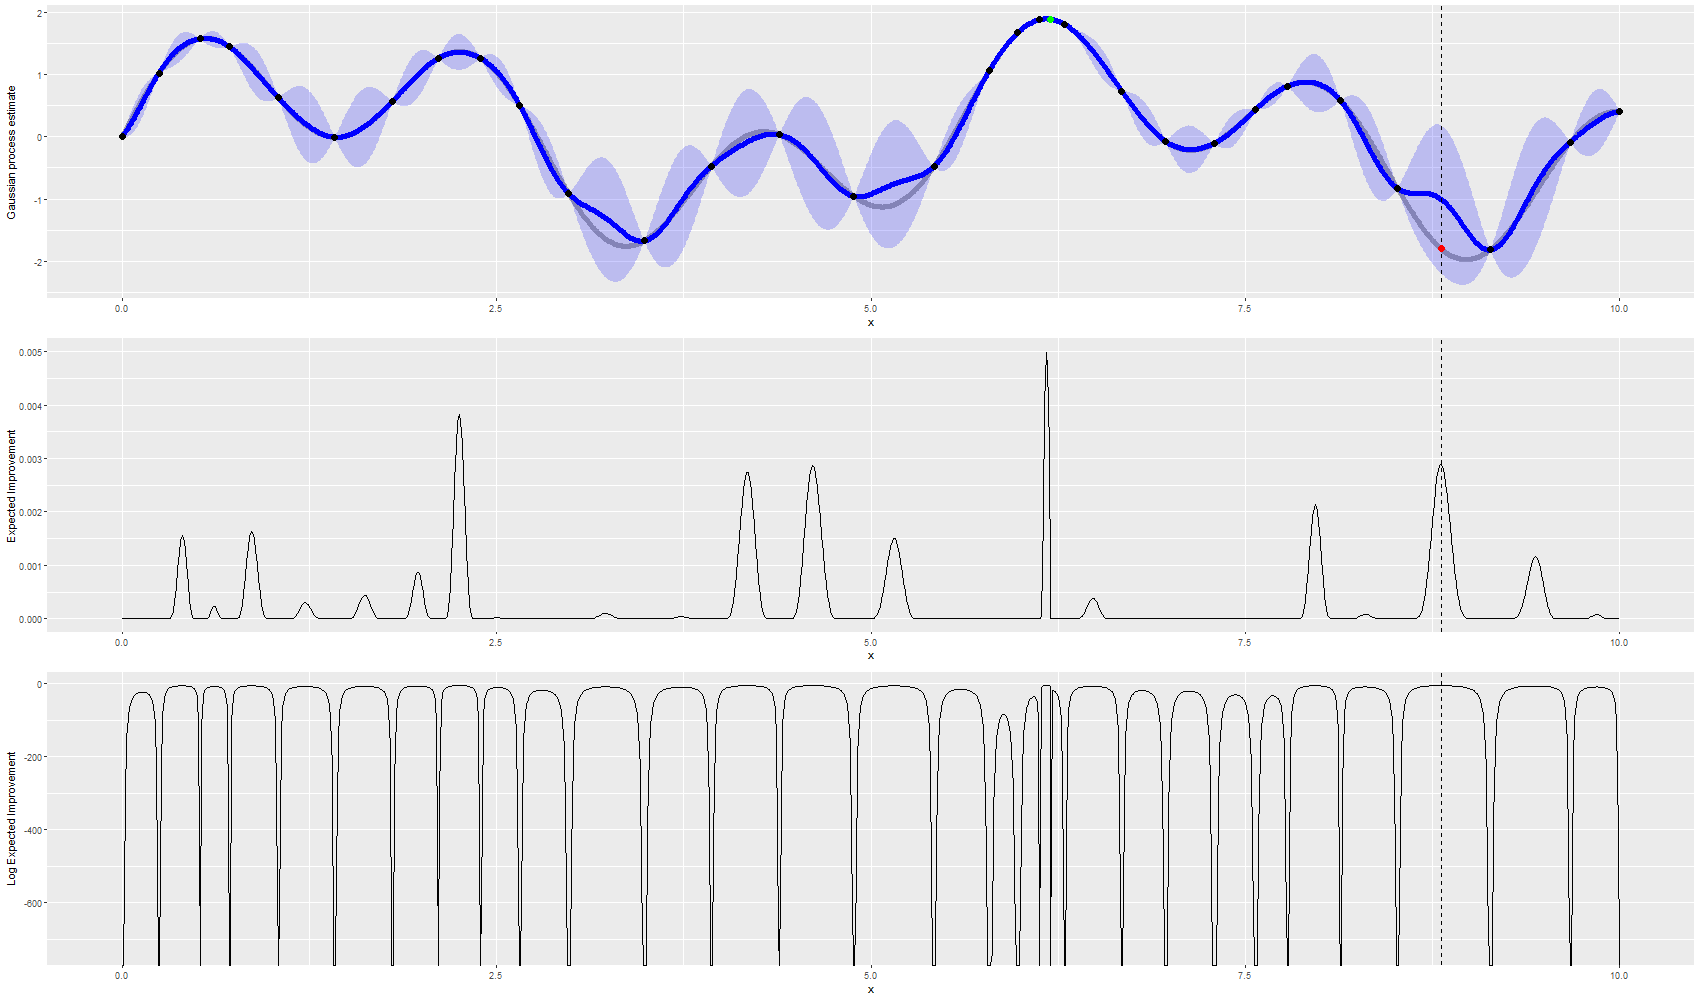 Gaussian process estimate
2
1
0
-1
-2
0.0 2.5 5.0 7.5 10.0
x
Expected Improvement
0.005
0.004
0.003
0.002
0.001
0.000
0.0 2.5 5.0 7.5 10.0
x
Log Expected Improvement
0
-200
-400
-600
0.0 2.5 5.0 7.5 10.0
x